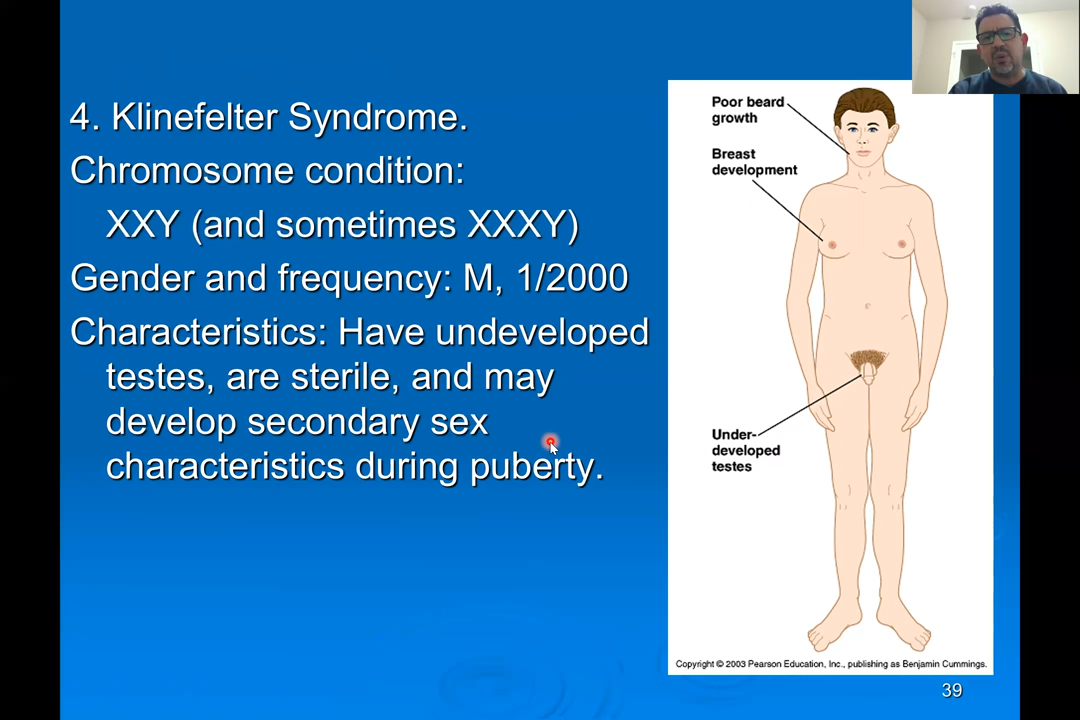 4. Klinefelter Syndrome.
Chromosome condition:
XXY (and sometimes XXXY)
Gender and frequency: M, 1/2000
Characteristics: Have undeveloped
testes, are sterile, and may
develop secondary sex
characteristics during puberty.
Poor beard
growth
Breast
development
Under-
developed
testes
Copyright © 2003 Pearson Education, Inc., publishing as Benjamin Cummings.
39